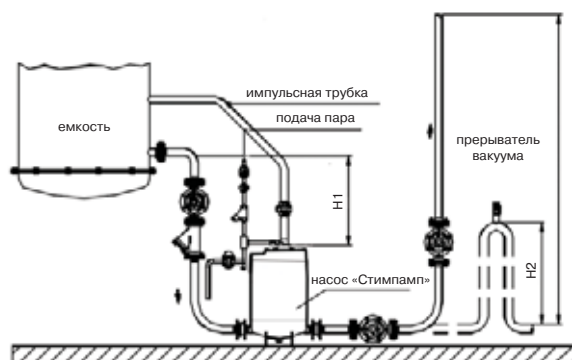 импульсная трубка
подача пара
емкость
прерыватель
вакуума
H1
H2
насос «Стимпамп»